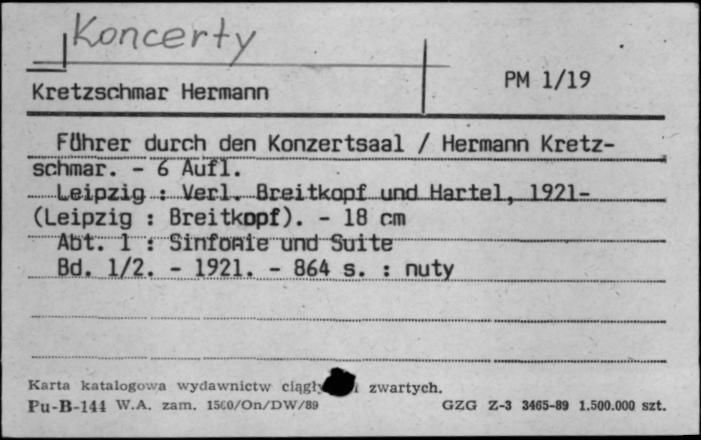 Koncerty
Kretzschmar Hermann
PM 1/19
Führer durch den Konzertsaal / Hermann Kretz-
schmar. - 6 Aufl.
Leipzig : Verl. Breitkopf und Hartel, 1921-
(Leipzig : Breitkopf). - 18 cm
Abt. 1 : Sinfonie und Suite
Bd. 1/2. - 1921. - 864 s. : nuty
Karta katalogowa wydawnictw zwartych.
Pu-B-144 W.A. zam. 1500/On/DW/89 GZG Z-3 3465-89 1.500.000 szt.